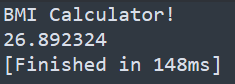 BMI Calculator!
26.892324
[Finished in 148ms]